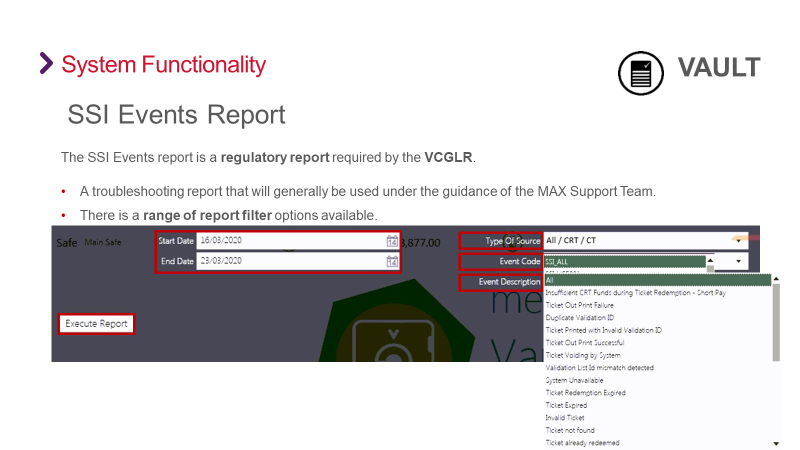 System Functionality
VAULT
SSI Events Report
The SSI Events report is a regulatory report required by the VCGLR.
• A troubleshooting report that will generally be used under the guidance of the MAX Support Team.
• There is a range of report filter options available.
Safe Main Safe
Start Date 16/03/2020
14
3,877.00
Type Of Source All / CRT / CT
End Date 23/03/2020
14
Event Code SSI_ALL
Event Description All
Insufficient CRT Funds during Ticket Redemption - Short Pay
Ticket Out Print Failure
Duplicate Validation ID
Ticket Printed with Invalid Validation ID
Execute Report
Ticket Out Print Successful
Ticket Voiding by System
Validation List Id mismatch detected
System Unavailable
Ticket Redemption Expired
Ticket Expired
Invalid Ticket
Ticket not found
Ticket already redeemed
me
Va